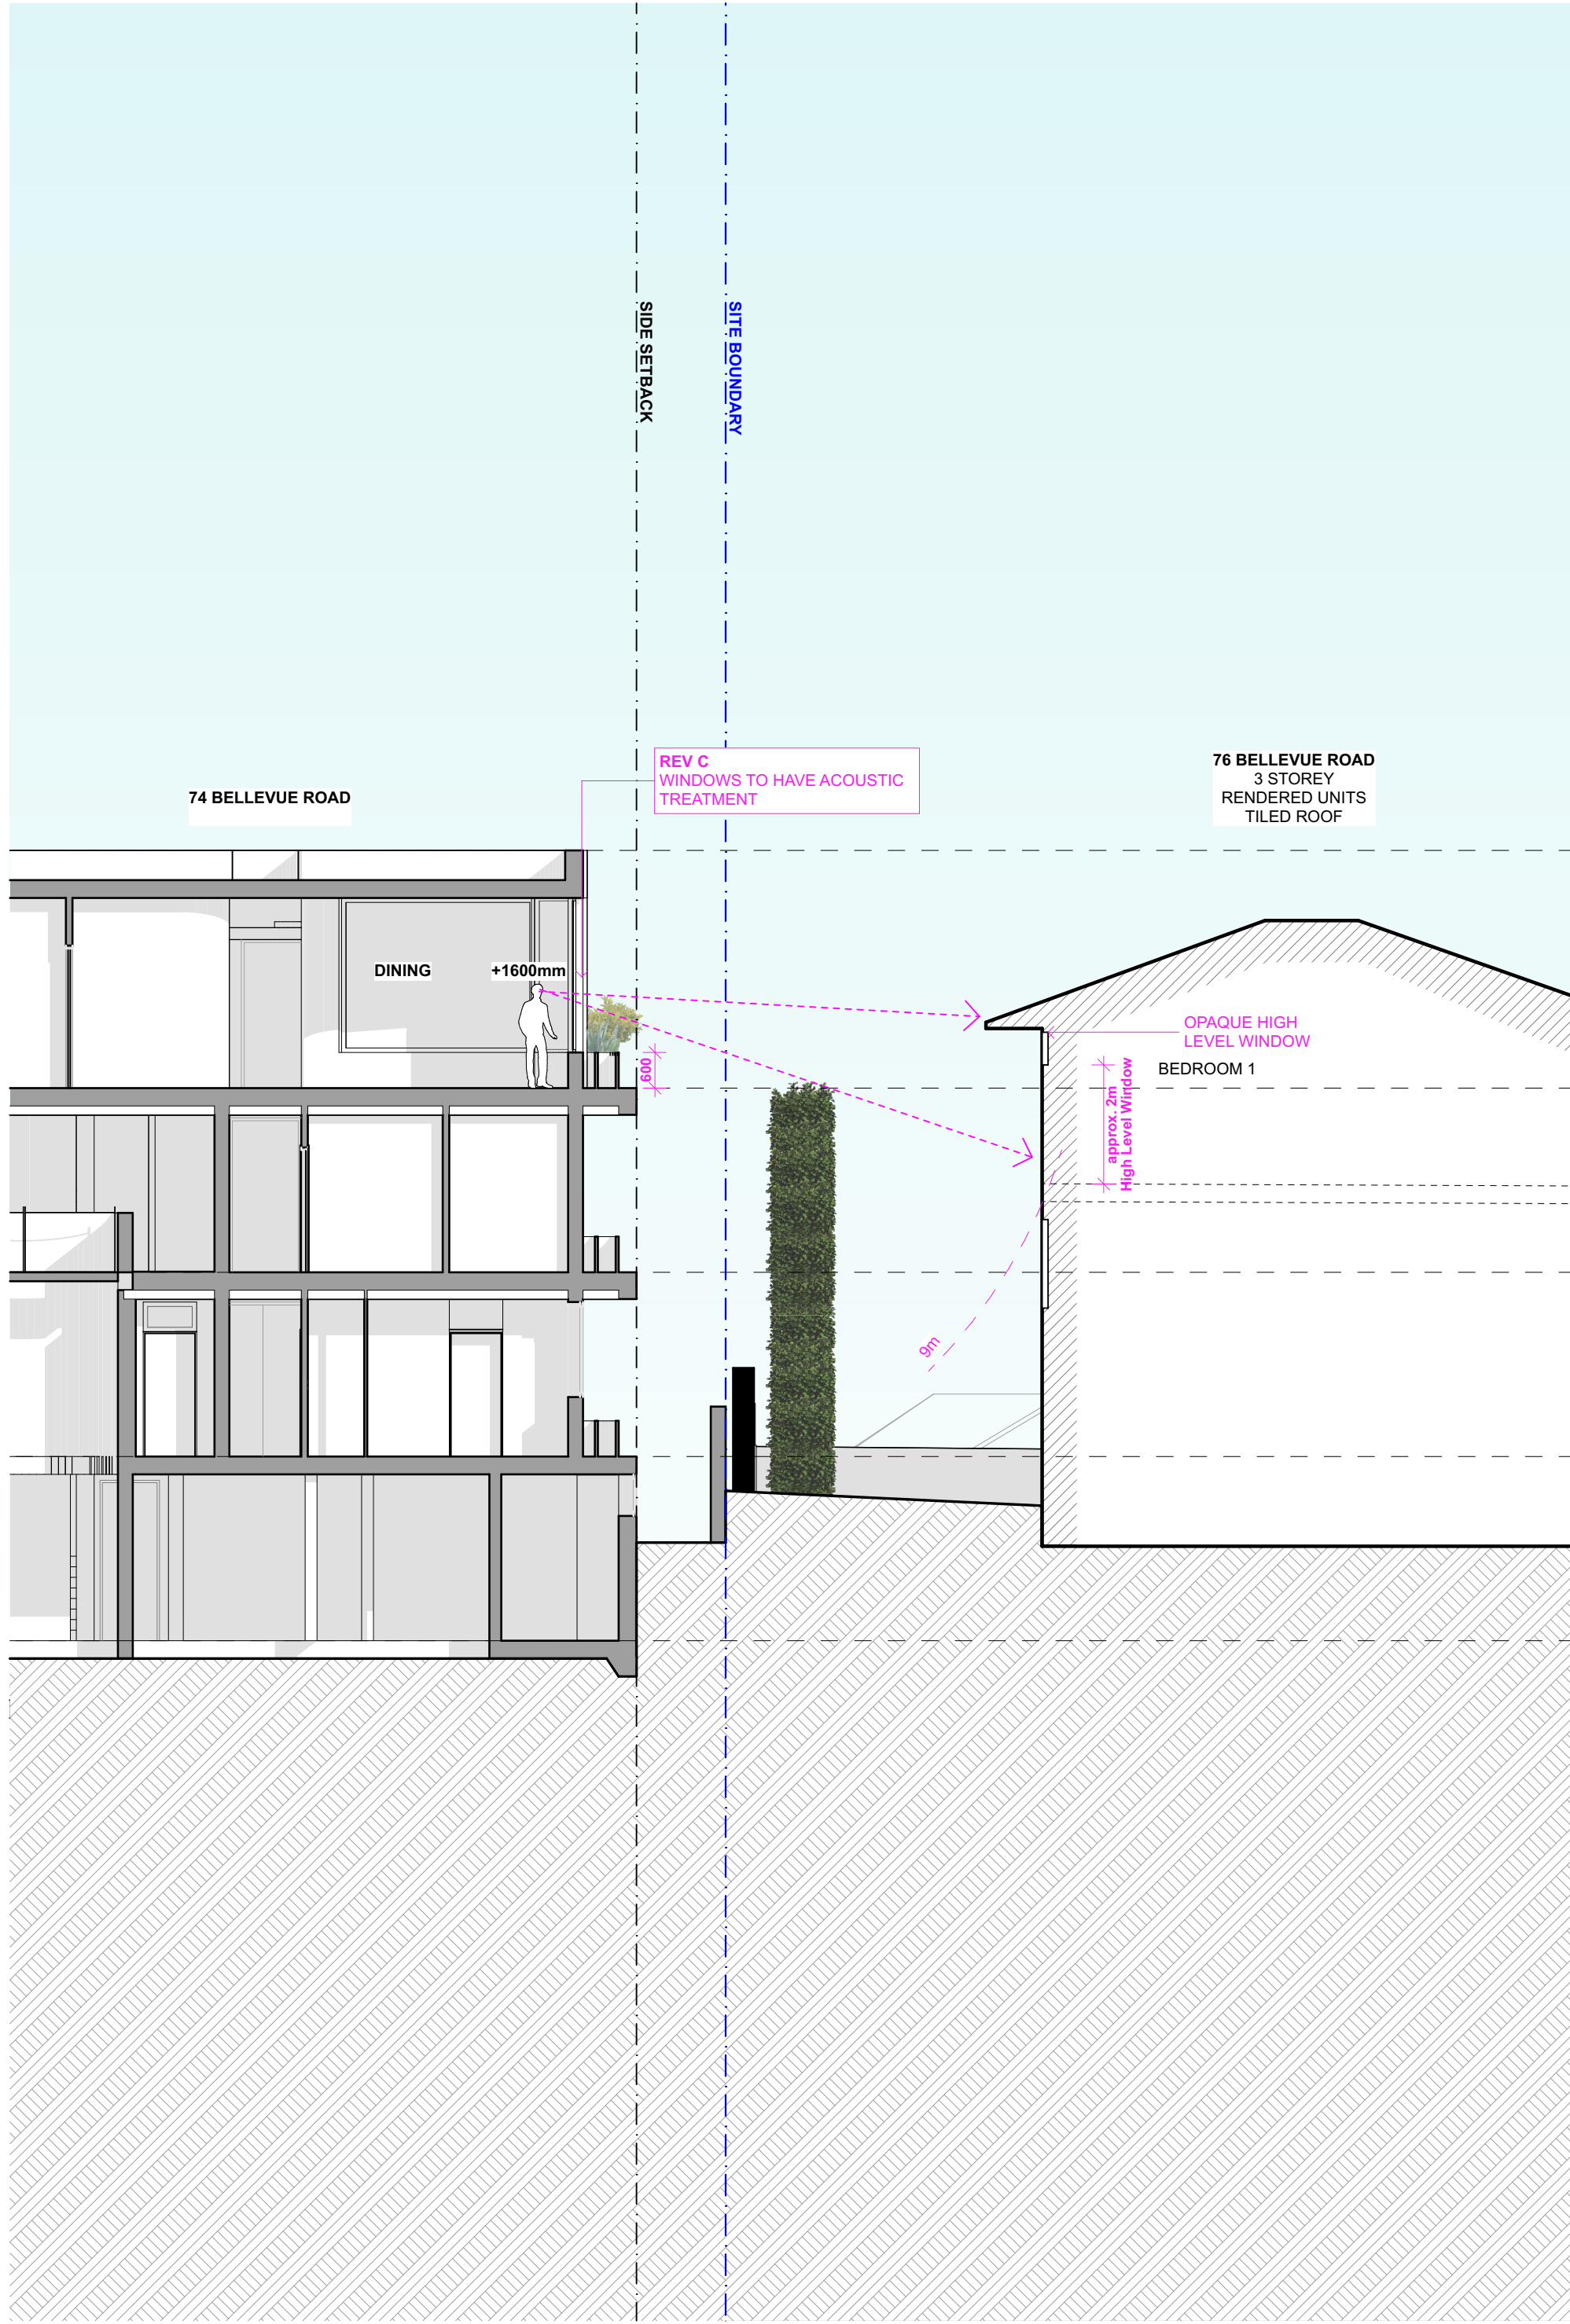 SIDE SETBACK
SITE BOUNDARY
REV C
WINDOWS TO HAVE ACOUSTIC
TREATMENT
76 BELLEVUE ROAD
3 STOREY
RENDERED UNITS
TILED ROOF
74 BELLEVUE ROAD
DINING
+1600mm
OPAQUE HIGH
LEVEL WINDOW
BEDROOM 1
600
approx. 2m
High Level Window
9m